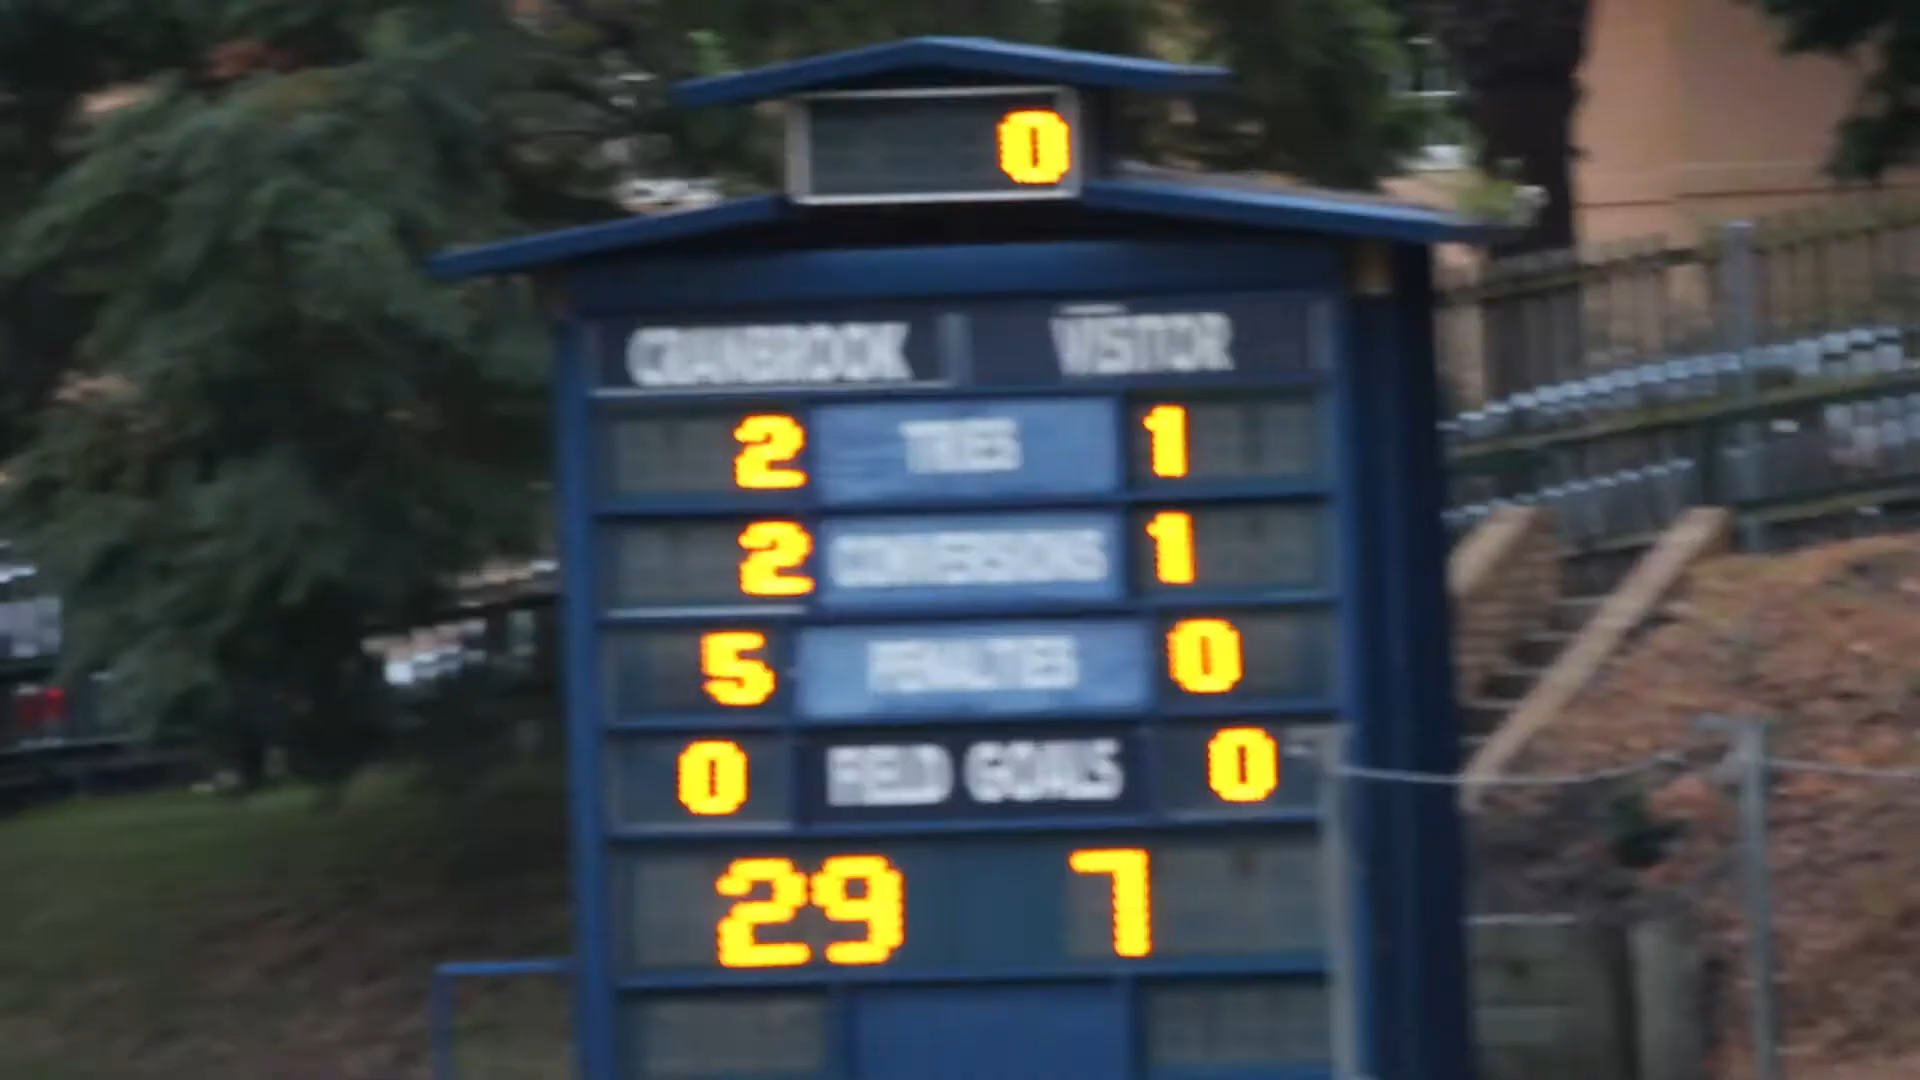 0
CRANBROOK VISITOR
2 TRIES 1
2 CONVERSIONS 1
5 PENALTIES 0
0 FIELD GOALS 0
29 7